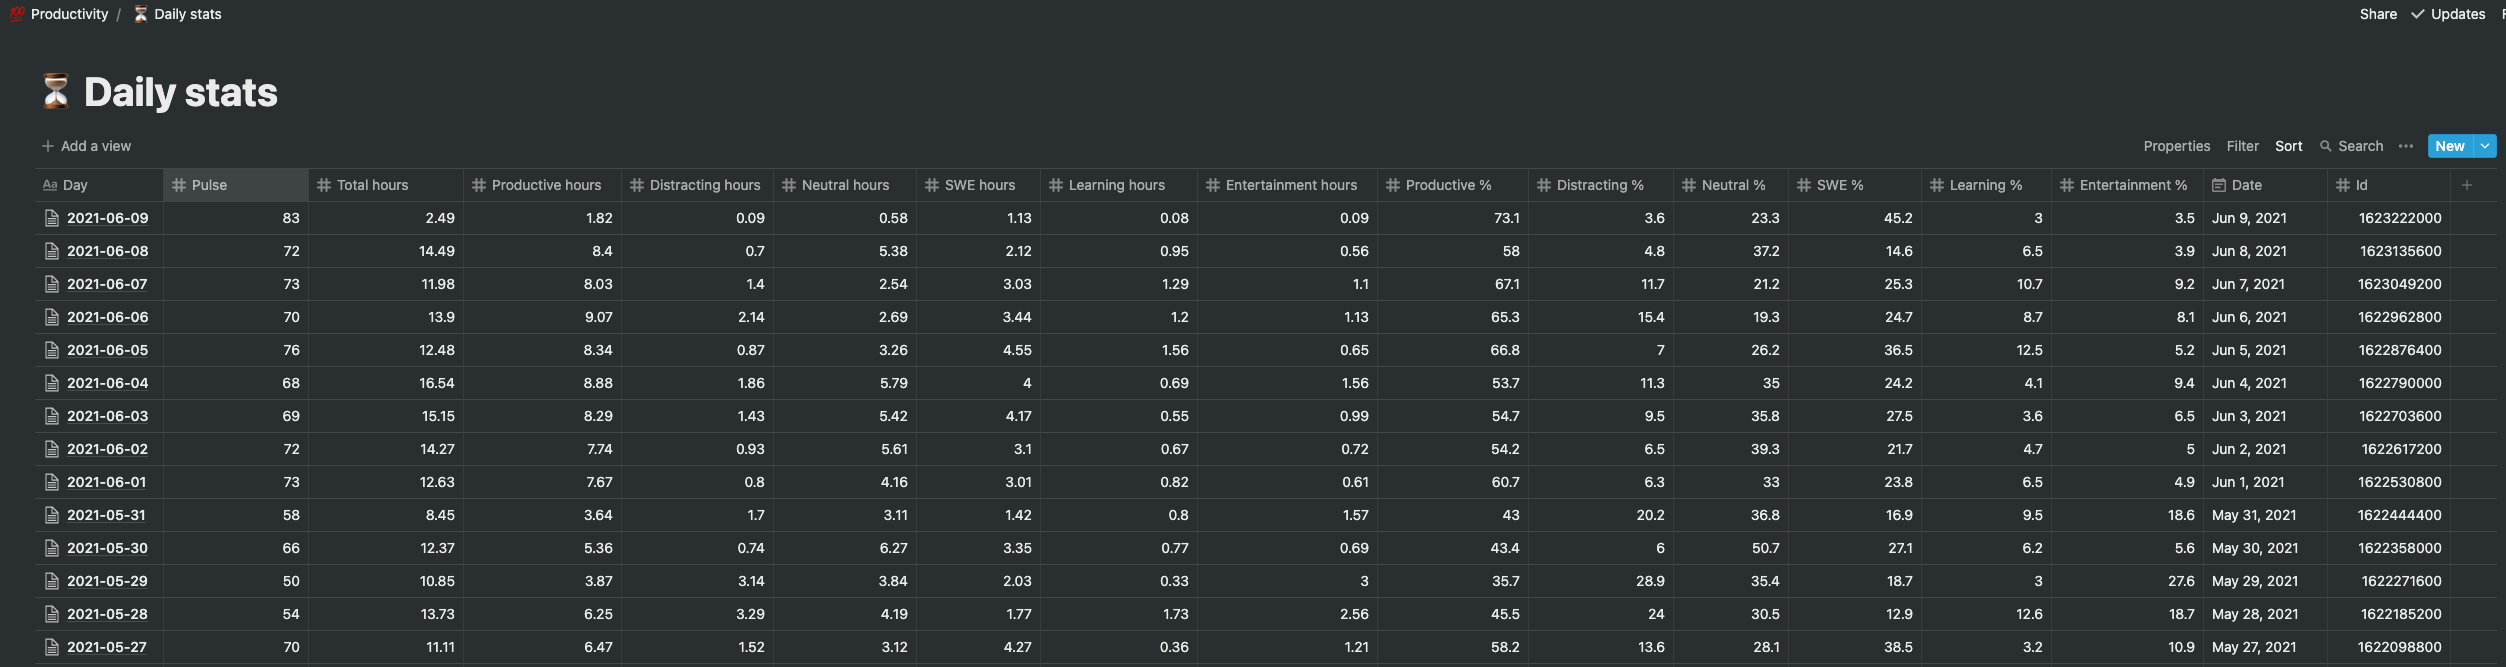 💯 Productivity / ⏳ Daily stats Share ✓ Updates
⏳ Daily stats
+ Add a view Properties Filter Sort Search ••• New
Aa Day # Pulse # Total hours # Productive hours # Distracting hours # Neutral hours # SWE hours # Learning hours # Entertainment hours # Productive % # Distracting % # Neutral % # SWE % # Learning % # Entertainment % Date # Id +
2021-06-09 83 2.49 1.82 0.09 0.58 1.13 0.08 0.09 73.1 3.6 23.3 45.2 3 3.5 Jun 9, 2021 1623222000
2021-06-08 72 14.49 8.4 0.7 5.38 2.12 0.95 0.56 58 4.8 37.2 14.6 6.5 3.9 Jun 8, 2021 1623135600
2021-06-07 73 11.98 8.03 1.4 2.54 3.03 1.29 1.1 67.1 11.7 21.2 25.3 10.7 9.2 Jun 7, 2021 1623049200
2021-06-06 70 13.9 9.07 2.14 2.69 3.44 1.2 1.13 65.3 15.4 19.3 24.7 8.7 8.1 Jun 6, 2021 1622962800
2021-06-05 76 12.48 8.34 0.87 3.26 4.55 1.56 0.65 66.8 7 26.2 36.5 12.5 5.2 Jun 5, 2021 1622876400
2021-06-04 68 16.54 8.88 1.86 5.79 4 0.69 1.56 53.7 11.3 35 24.2 4.1 9.4 Jun 4, 2021 1622790000
2021-06-03 69 15.15 8.29 1.43 5.42 4.17 0.55 0.99 54.7 9.5 35.8 27.5 3.6 6.5 Jun 3, 2021 1622703600
2021-06-02 72 14.27 7.74 0.93 5.61 3.1 0.67 0.72 54.2 6.5 39.3 21.7 4.7 5 Jun 2, 2021 1622617200
2021-06-01 73 12.63 7.67 0.8 4.16 3.01 0.82 0.61 60.7 6.3 33 23.8 6.5 4.9 Jun 1, 2021 1622530800
2021-05-31 58 8.45 3.64 1.7 3.11 1.42 0.8 1.57 43 20.2 36.8 16.9 9.5 18.6 May 31, 2021 1622444400
2021-05-30 66 12.37 5.36 0.74 6.27 3.35 0.77 0.69 43.4 6 50.7 27.1 6.2 5.6 May 30, 2021 1622358000
2021-05-29 50 10.85 3.87 3.14 3.84 2.03 0.33 3 35.7 28.9 35.4 18.7 3 27.6 May 29, 2021 1622271600
2021-05-28 54 13.73 6.25 3.29 4.19 1.77 1.73 2.56 45.5 24 30.5 12.9 12.6 18.7 May 28, 2021 1622185200
2021-05-27 70 11.11 6.47 1.52 3.12 4.27 0.36 1.21 58.2 13.6 28.1 38.5 3.2 10.9 May 27, 2021 1622098800